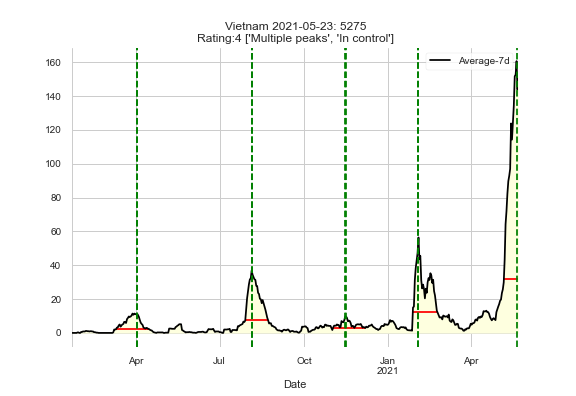 Vietnam 2021-05-23: 5275
Rating:4 ['Multiple peaks', 'In control']
Average-7d
160
140
120
100
80
60
40
20
0
Apr
Jul
Oct
Jan
2021
Apr
Date